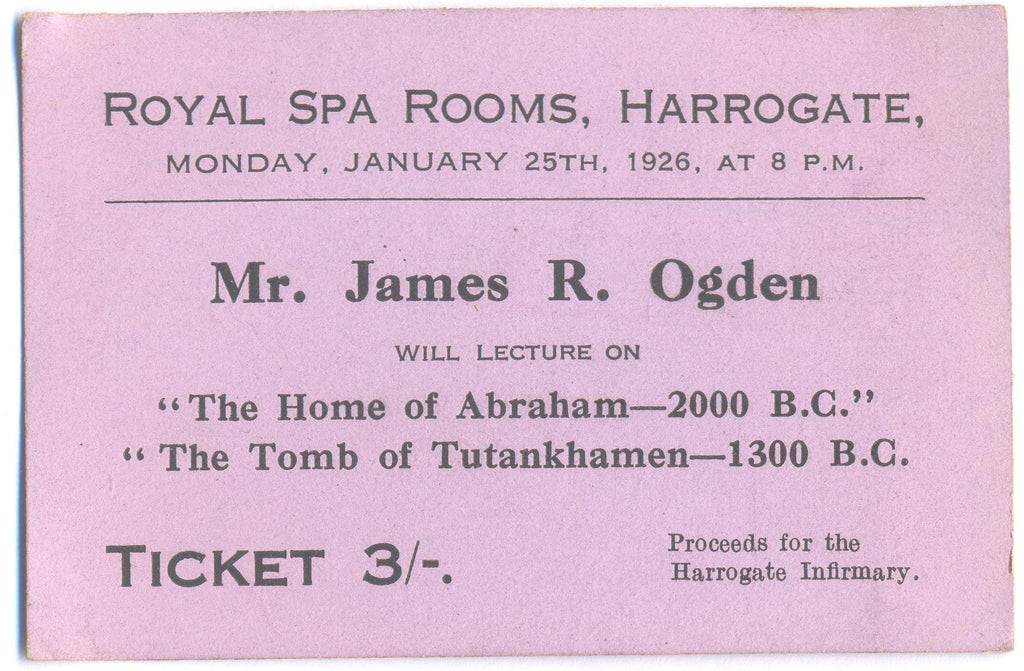 ROYAL SPA ROOMS, HARROGATE,
MONDAY, JANUARY 25TH, 1926, AT 8 P.M.
Mr. James R. Ogden
WILL LECTURE ON
“The Home of Abraham—2000 B.C.”
“The Tomb of Tutankhamen—1300 B.C.
TICKET 3/-.
Proceeds for the
Harrogate Infirmary.